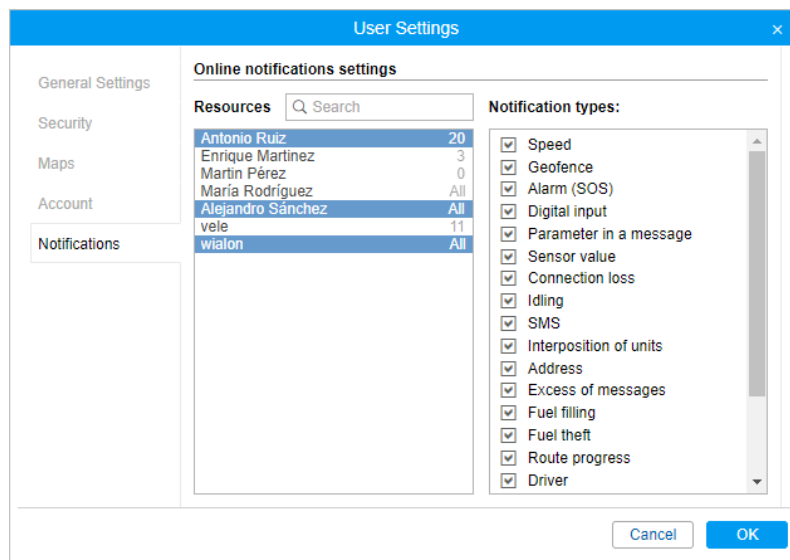 User Settings
×
General Settings
Security
Maps
Account
Notifications
Online notifications settings
Resources
Search
Antonio Ruiz 20
Enrique Martinez 3
Martin Pérez 0
María Rodríguez All
Alejandro Sánchez All
vele 11
wialon All
Notification types:
Speed
Geofence
Alarm (SOS)
Digital input
Parameter in a message
Sensor value
Connection loss
Idling
SMS
Interposition of units
Address
Excess of messages
Fuel filling
Fuel theft
Route progress
Driver
Cancel
OK